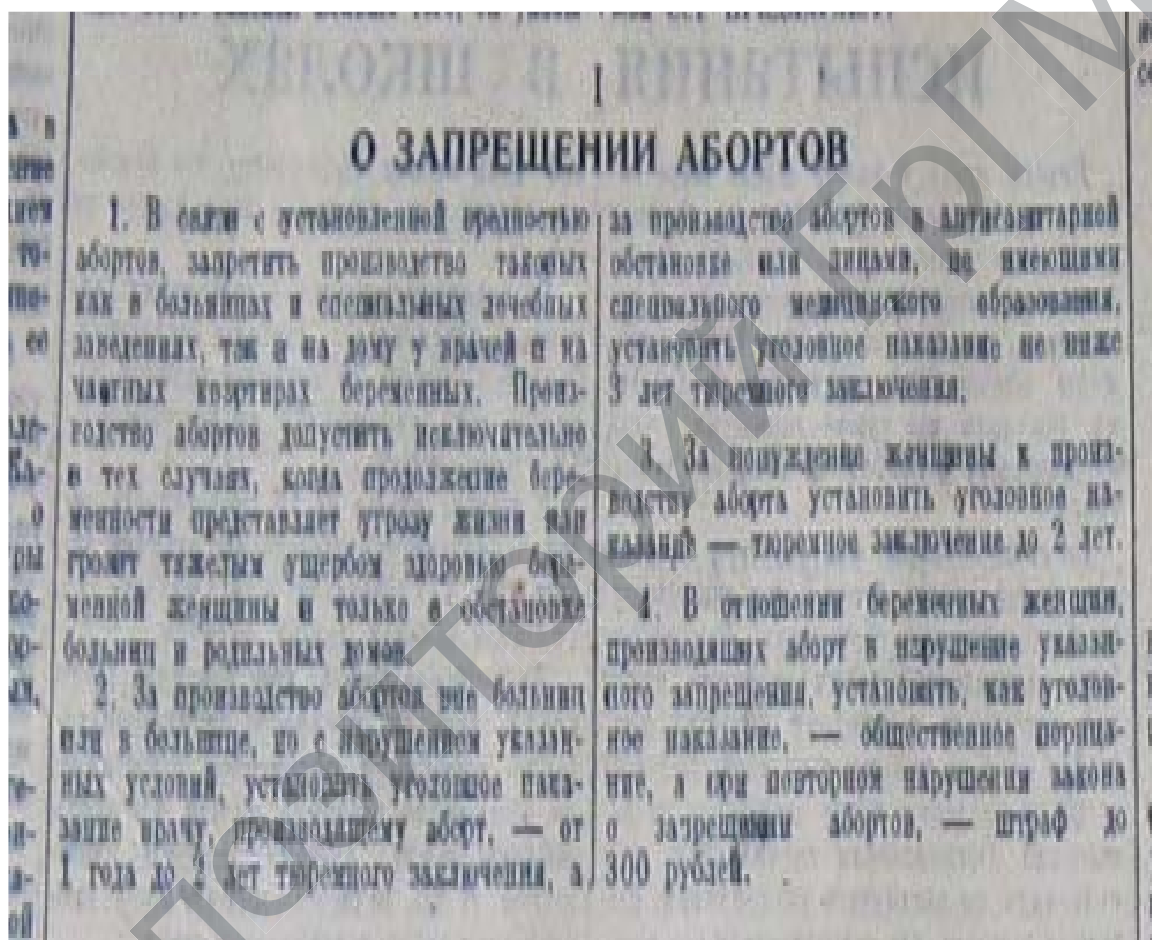 I
О ЗАПРЕЩЕНИИ АБОРТОВ
1. В связи с установленной вредностью
абортов, запретить производство таковых
как в больницах и специальных лечебных
заведениях, так и на дому у врачей и на
частных квартирах беременных. Произ-
водство абортов допустить исключительно
в тех случаях, когда продолжение бере-
менности представляет угрозу жизни или
грозит тяжелым ущербом здоровью бере-
менной женщины и только в обстановке
больниц и родильных домов.
2. За производство абортов вне больниц
или в больнице, но с нарушением указан-
ных условий, установить уголовное нака-
зание врачу, производящему аборт, — от
1 года до 2 лет тюремного заключения, а
за производство абортов в антисанитарной
обстановке или лицами, не имеющими
специального медицинского образования,
установить уголовное наказание не ниже
3 лет тюремного заключения.
3. За понуждение женщины к произ-
водству аборта установить уголовное на-
казание — тюремное заключение до 2 лет.
4. В отношении беременных женщин,
производящих аборт в нарушение указан-
ного запрещения, установить, как уголов-
ное наказание, — общественное порица-
ние, а при повторном нарушении закона
о запрещении абортов, — штраф до
300 рублей.